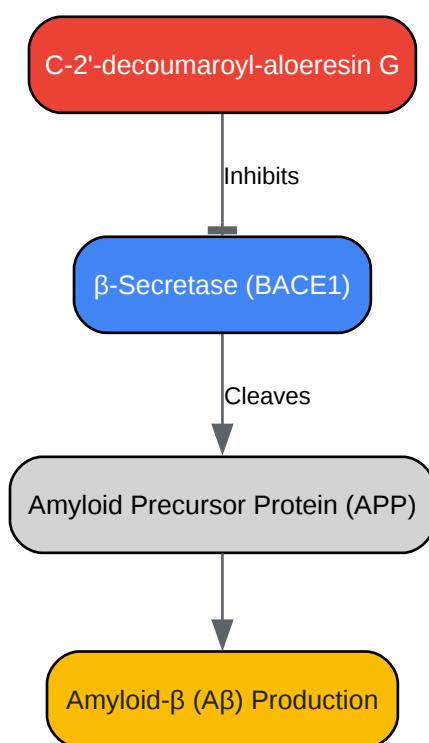 C-2'-decoumaroyl-aloeresin G
Inhibits
β-Secretase (BACE1)
Cleaves
Amyloid Precursor Protein (APP)
Amyloid-β (Aβ) Production